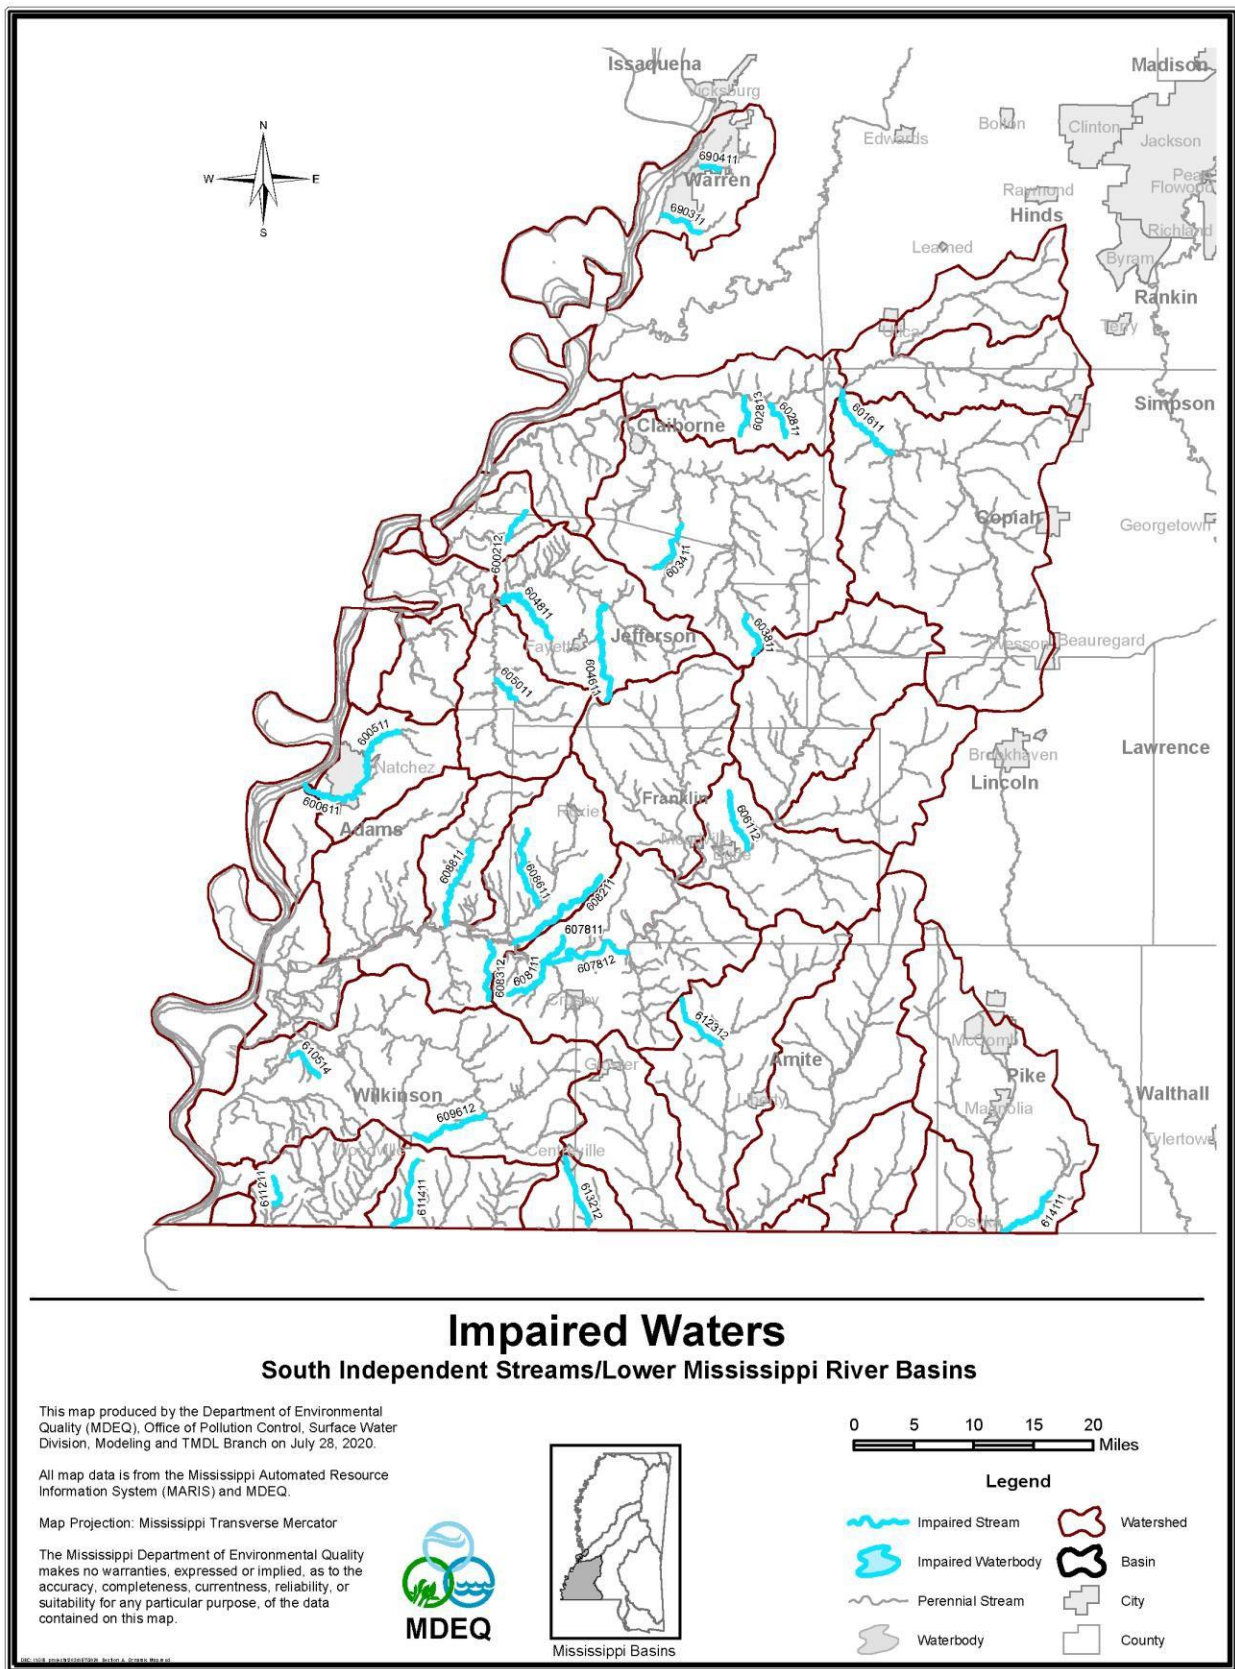 Issaquena
Madison
Vicksburg
Edwards
Bolton
Clinton
Jackson
690411
Warren
Raymond
Flowood
Hinds
690311
Richland
Learned
Byram
Rankin
Utica
Terry
Simpson
602813
602811
601611
Claiborne
Copiah
Georgetown
600212
603411
604811
603811
Jefferson
Fayette
Wesson
Beauregard
604611
605011
600511
Lawrence
Natchez
Brookhaven
Lincoln
600611
Franklin
Roxie
606112
Adams
Meadville
Bude
608811
608611
608211
607811
607812
608312
608111
Crosby
612312
McComb
610514
Amite
Gloster
Pike
Wilkinson
Liberty
Walthall
Magnolia
609612
Tylertown
Woodville
Centreville
611211
611411
613212
614111
Osyka
N
W E
S
Impaired Waters
South Independent Streams/Lower Mississippi River Basins
This map produced by the Department of Environmental
Quality (MDEQ), Office of Pollution Control, Surface Water
Division, Modeling and TMDL Branch on July 28, 2020.
All map data is from the Mississippi Automated Resource
Information System (MARIS) and MDEQ.
Map Projection: Mississippi Transverse Mercator
The Mississippi Department of Environmental Quality
makes no warranties, expressed or implied, as to the
accuracy, completeness, currentness, reliability, or
suitability for any particular purpose, of the data
contained on this map.
MDEQ
Mississippi Basins
0 5 10 15 20
Miles
Legend
Impaired Stream
Watershed
Impaired Waterbody
Basin
Perennial Stream
City
Waterbody
County